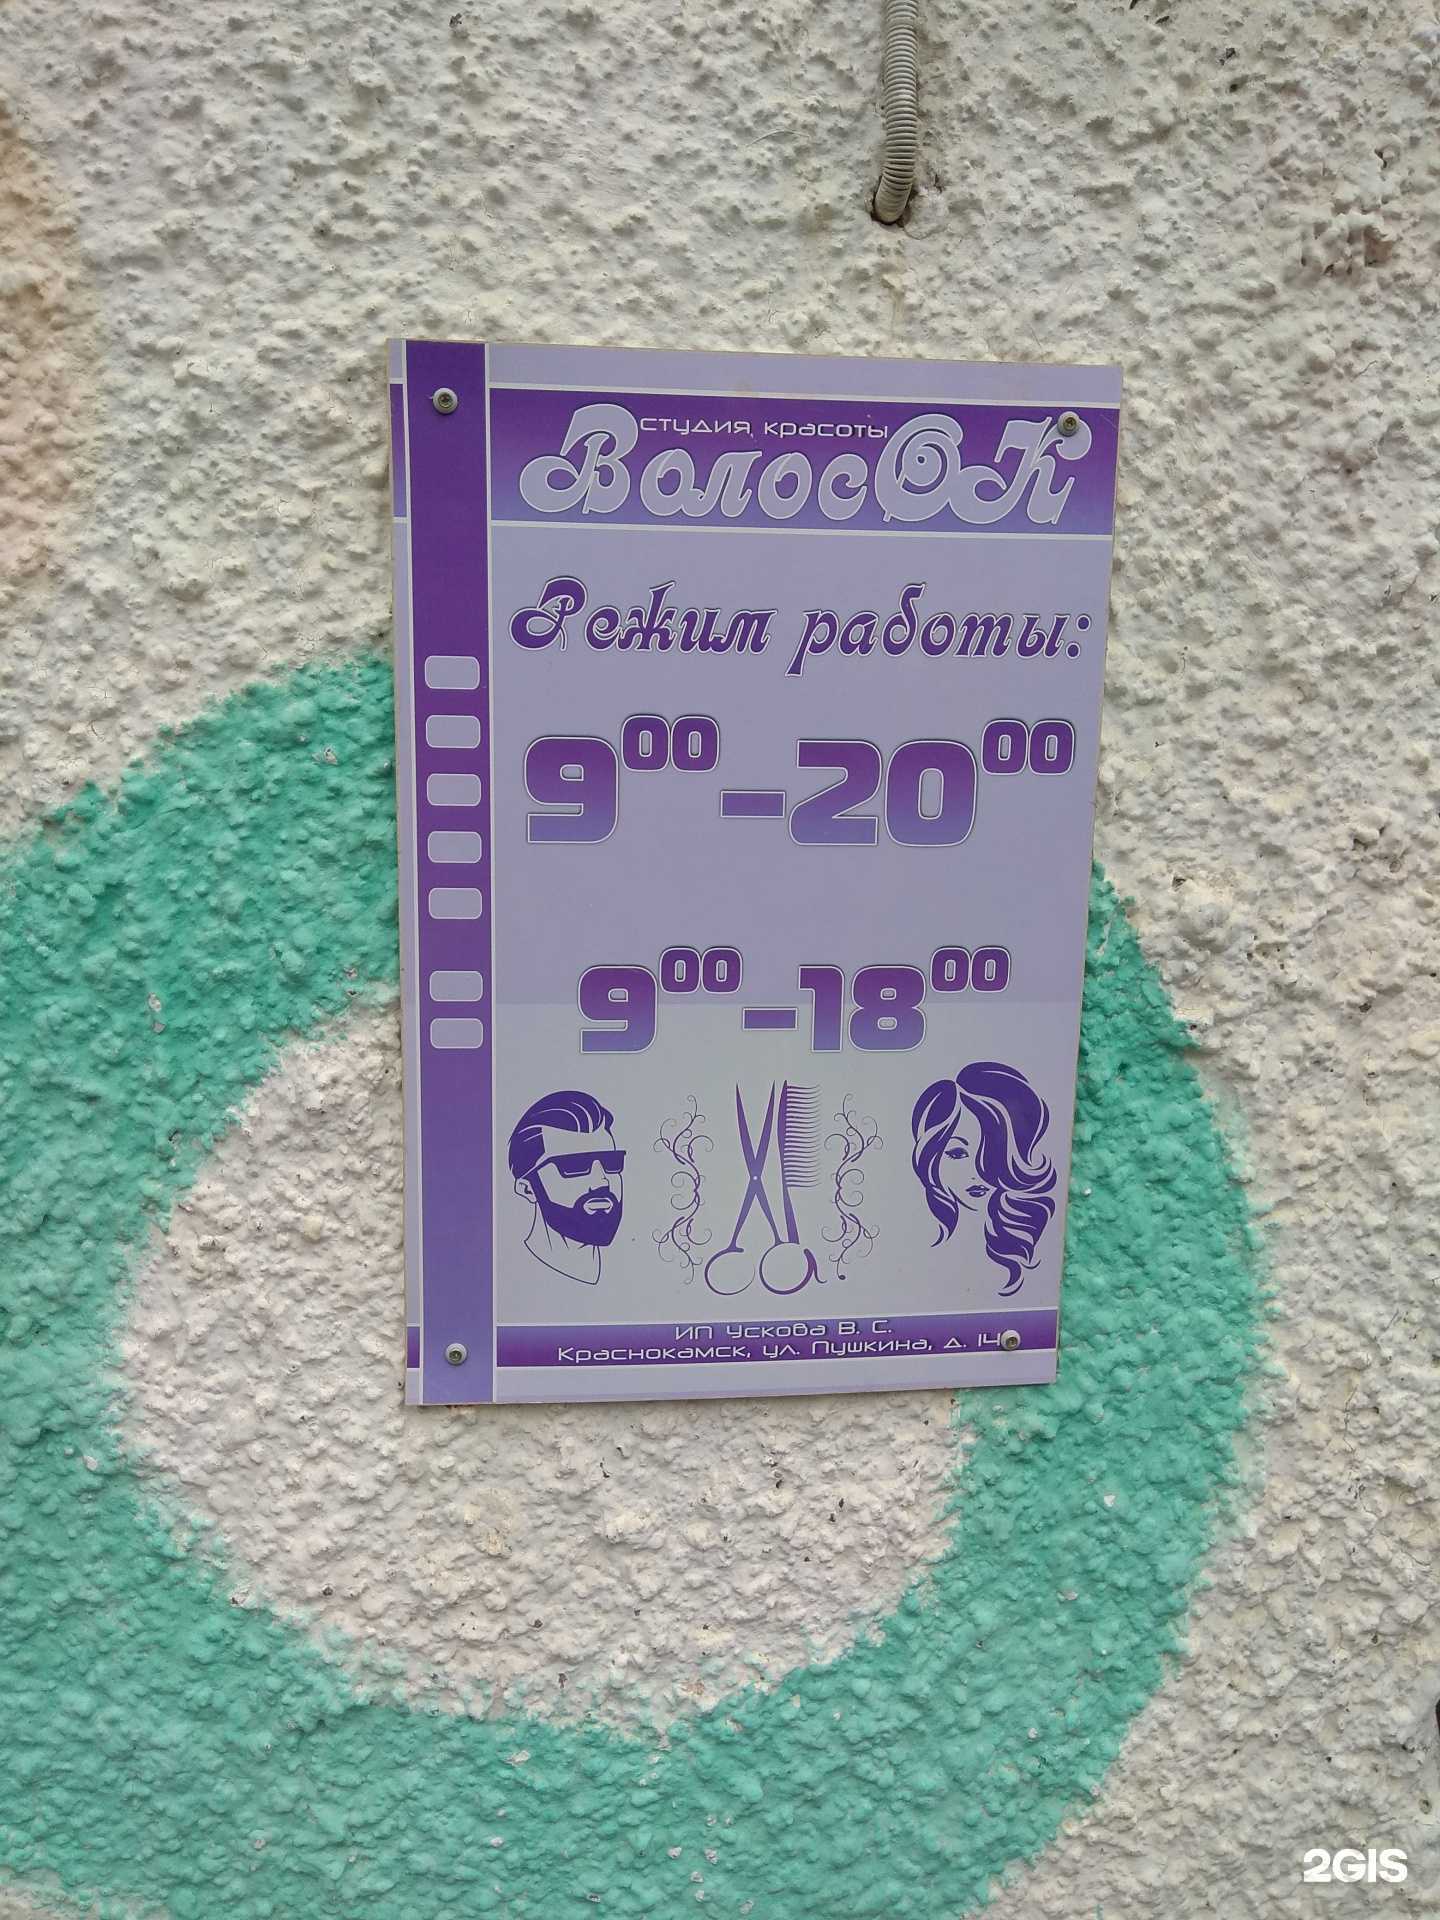 студия красоты
ВолосОК
Режим работы:
9⁰⁰-20⁰⁰
9⁰⁰-18⁰⁰
ИП Ускова В. С.
Краснокамск, ул. Пушкина, д. 14
2GIS